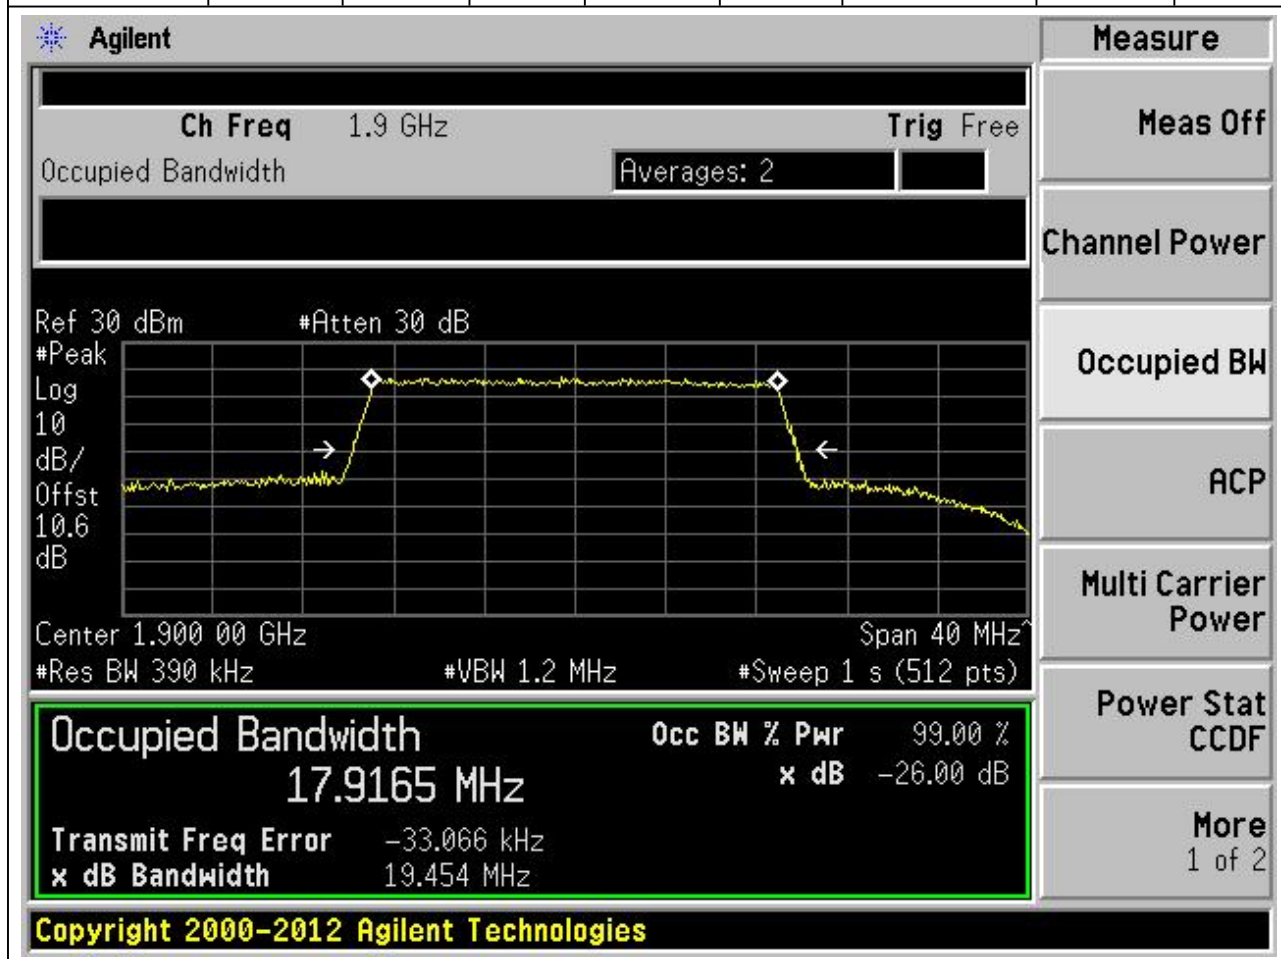 Agilent
Measure
Ch Freq 1.9 GHz Trig Free
Meas Off
Occupied Bandwidth Averages: 2
Channel Power
Ref 30 dBm #Atten 30 dB
#Peak
Occupied BW
Log
10
dB/
ACP
Offst
10.6
dB
Multi Carrier
Power
Center 1.900 00 GHz Span 40 MHz^
#Res BW 390 kHz #VBW 1.2 MHz #Sweep 1 s (512 pts)
Power Stat
CCDF
Occupied Bandwidth Occ BW % Pwr 99.00 %
17.9165 MHz x dB -26.00 dB
More
1 of 2
Transmit Freq Error -33.066 kHz
x dB Bandwidth 19.454 MHz
Copyright 2000-2012 Agilent Technologies